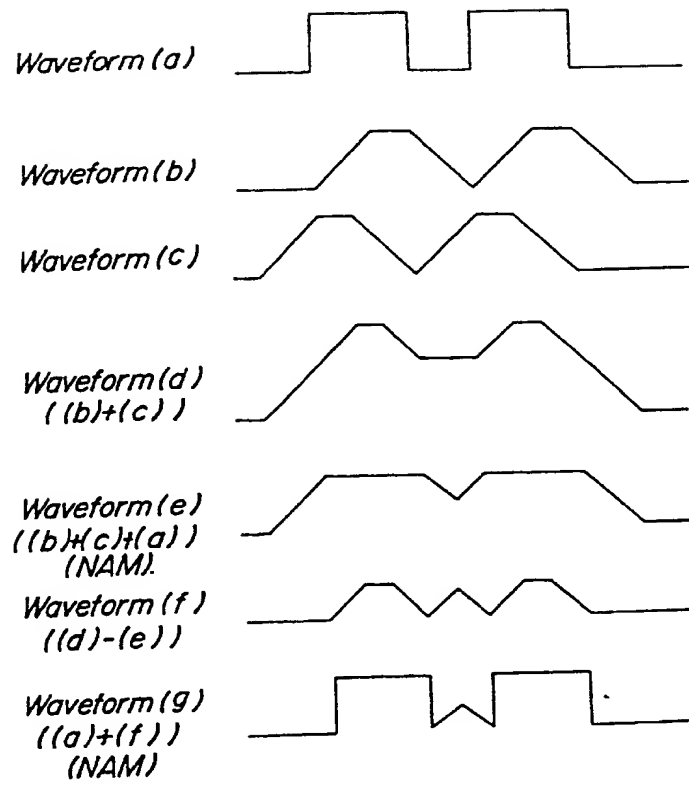 Waveform (a)
Waveform (b)
Waveform (c)
Waveform (d)
((b)+(c))
Waveform (e)
((b)+(c)+(a))
(NAM).
Waveform (f)
((d)-(e))
Waveform (g)
((a)+(f))
(NAM)